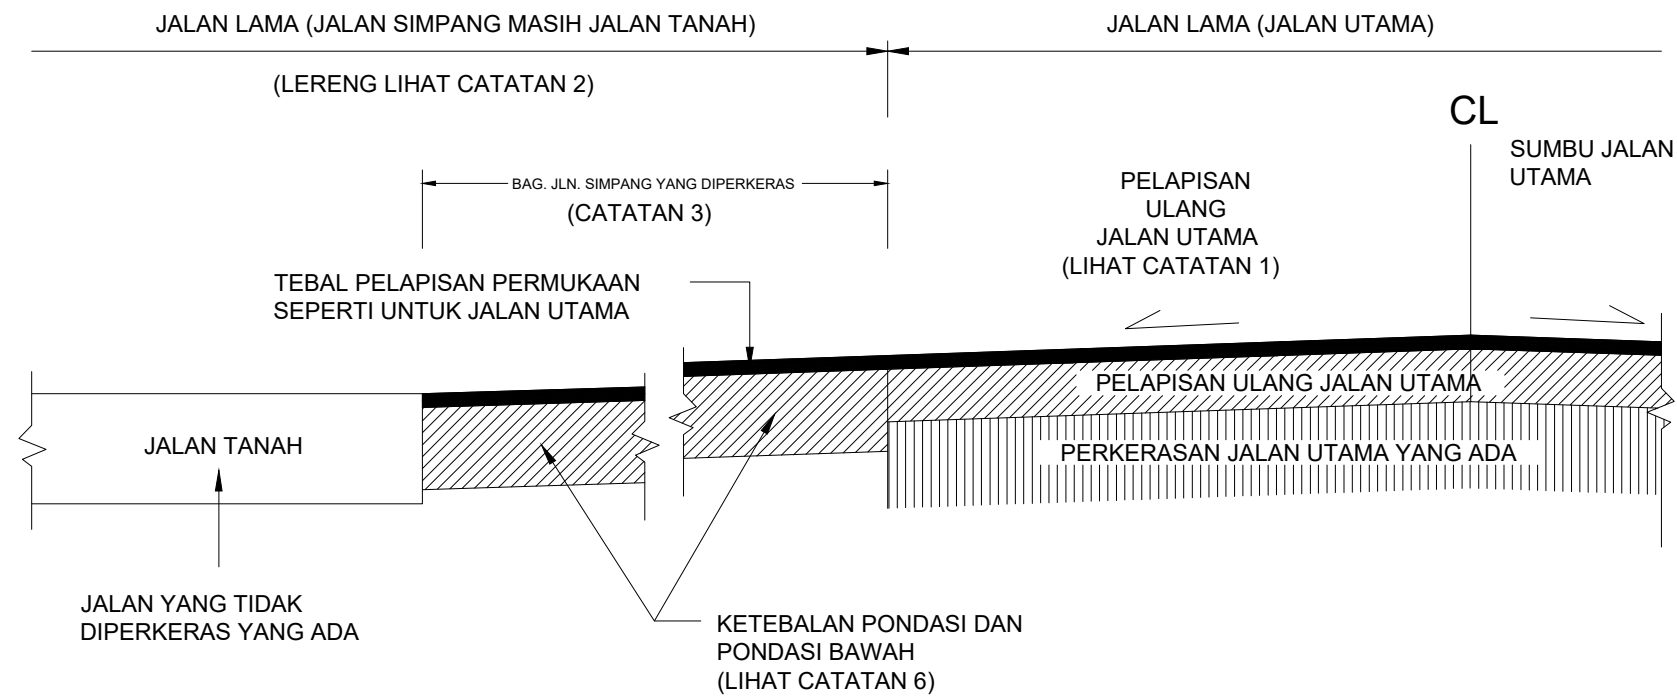 JALAN LAMA (JALAN SIMPANG MASIH JALAN TANAH)
JALAN LAMA (JALAN UTAMA)
(LERENG LIHAT CATATAN 2)
CL
SUMBU JALAN
UTAMA
BAG. JLN. SIMPANG YANG DIPERKERAS
(CATATAN 3)
PELAPISAN
ULANG
JALAN UTAMA
(LIHAT CATATAN 1)
TEBAL PELAPISAN PERMUKAAN
SEPERTI UNTUK JALAN UTAMA
PELAPISAN ULANG JALAN UTAMA
JALAN TANAH
PERKERASAN JALAN UTAMA YANG ADA
JALAN YANG TIDAK
DIPERKERAS YANG ADA
KETEBALAN PONDASI DAN
PONDASI BAWAH
(LIHAT CATATAN 6)